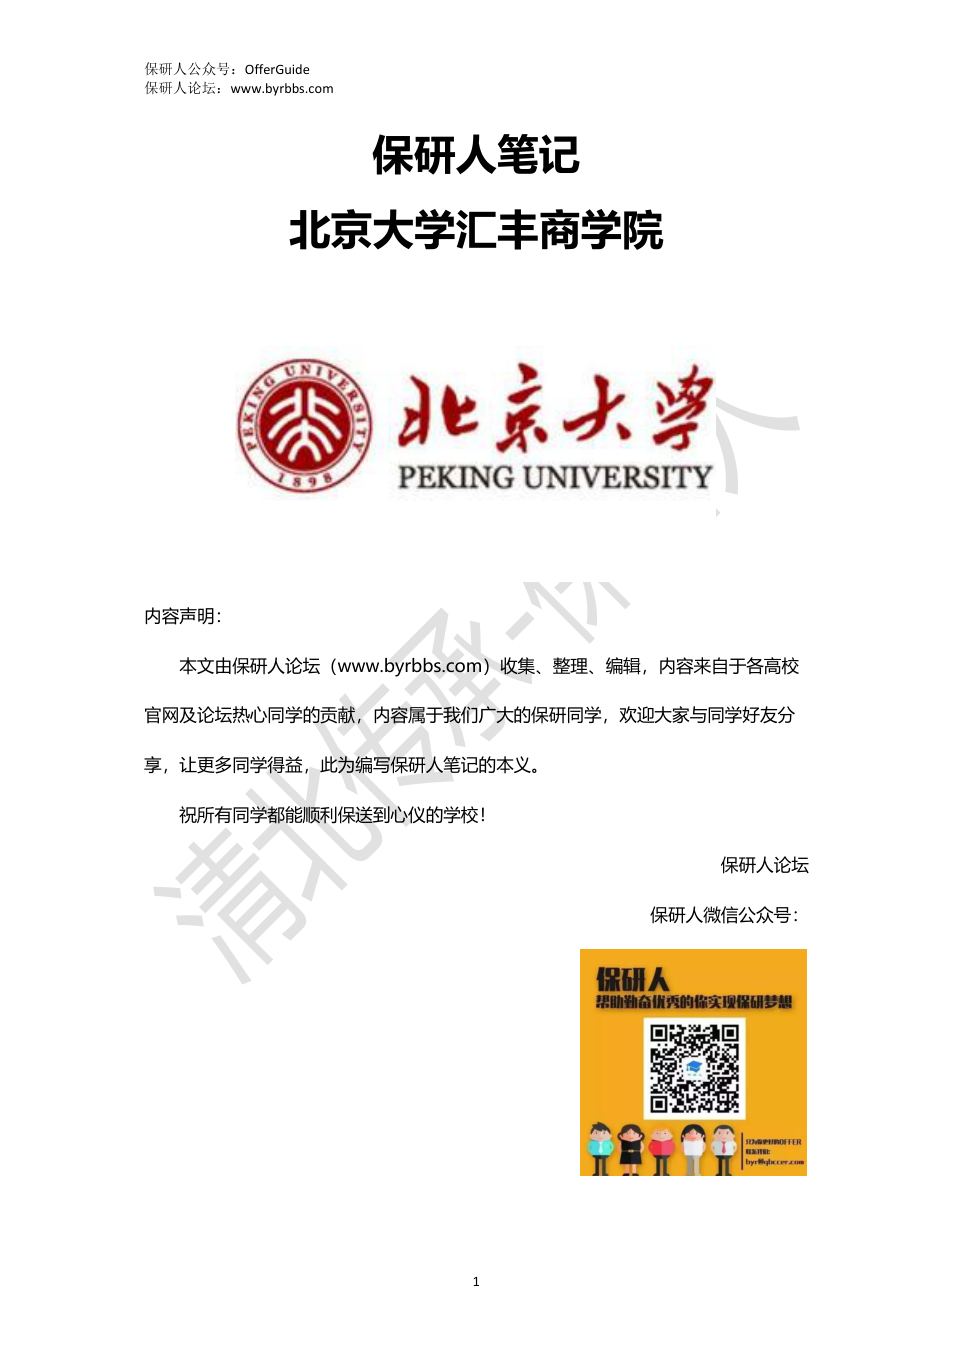 保研人公众号：OfferGuide
保研人论坛：www.byrbbs.com
保研人笔记
北京大学汇丰商学院
PEKING UNIVERSITY
1898
北京大学
PEKING UNIVERSITY
内容声明：
本文由保研人论坛（www.byrbbs.com）收集、整理、编辑，内容来自于各高校
官网及论坛热心同学的贡献，内容属于我们广大的保研同学，欢迎大家与同学好友分
享，让更多同学得益，此为编写保研人笔记的本义。
祝所有同学都能顺利保送到心仪的学校！
保研人论坛
保研人微信公众号：
清北传承-保
人
保研人
帮助勤奋优秀的你实现保研梦想
1